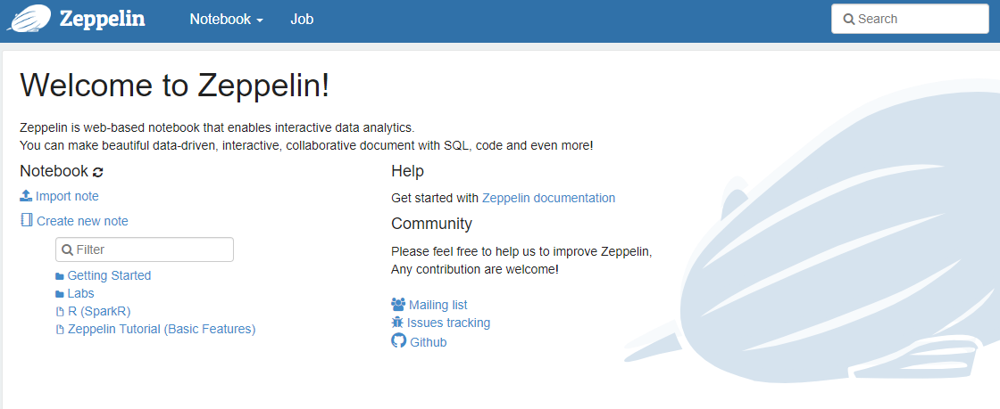 Zeppelin
Notebook
Job
Search
Welcome to Zeppelin!
Zeppelin is web-based notebook that enables interactive data analytics.
You can make beautiful data-driven, interactive, collaborative document with SQL, code and even more!
Notebook
Import note
Create new note
Filter
Getting Started
Labs
R (SparkR)
Zeppelin Tutorial (Basic Features)
Help
Get started with Zeppelin documentation
Community
Please feel free to help us to improve Zeppelin,
Any contribution are welcome!
Mailing list
Issues tracking
Github